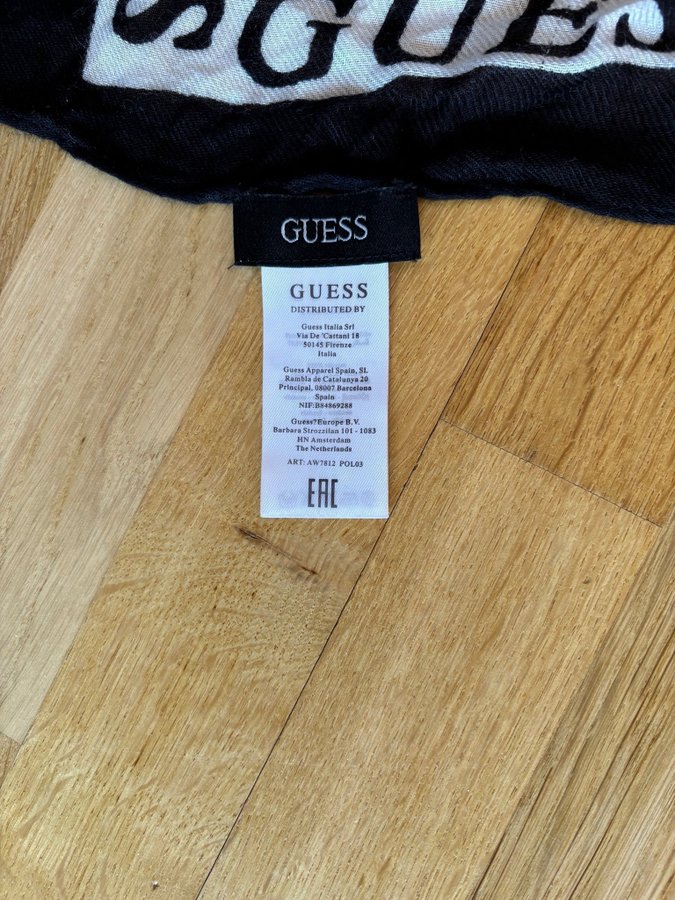 GUES
GUESS
GUESS
DISTRIBUTED BY
Guess Italia Srl
Via De 'Cattani 18
50145 Firenze
Italia
Guess Apparel Spain, SL
Rambla de Catalunya 20
Principal, 08007 Barcelona
Spain
NIF:B84869288
Guess?Europe B.V.
Barbara Strozzilan 101 - 1083
HN Amsterdam
The Netherlands
ART: AW7812 POL03
EAC